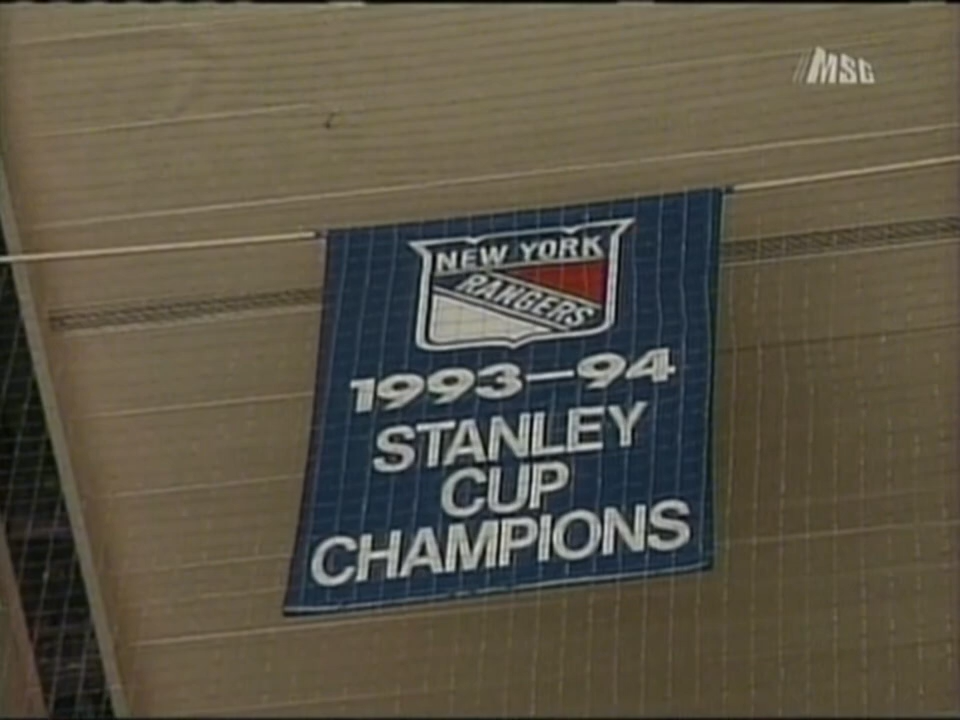 MSG
NEW YORK
RANGERS
1993-94
STANLEY
CUP
CHAMPIONS